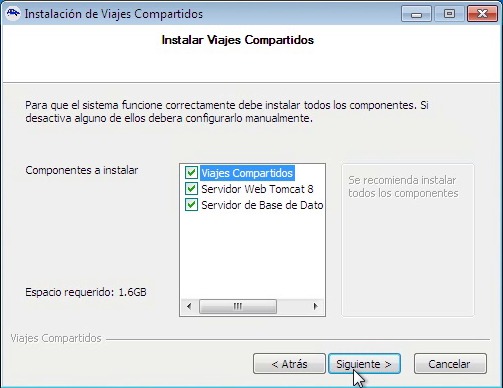 Instalación de Viajes Compartidos
Instalar Viajes Compartidos
Para que el sistema funcione correctamente debe instalar todos los componentes. Si
desactiva alguno de ellos debera configurarlo manualmente.
Componentes a instalar
Viajes Compartidos
Servidor Web Tomcat 8
Servidor de Base de Dato
Se recomienda instalar
todos los componentes
Espacio requerido: 1.6GB
Viajes Compartidos
< Atrás
Siguiente >
Cancelar